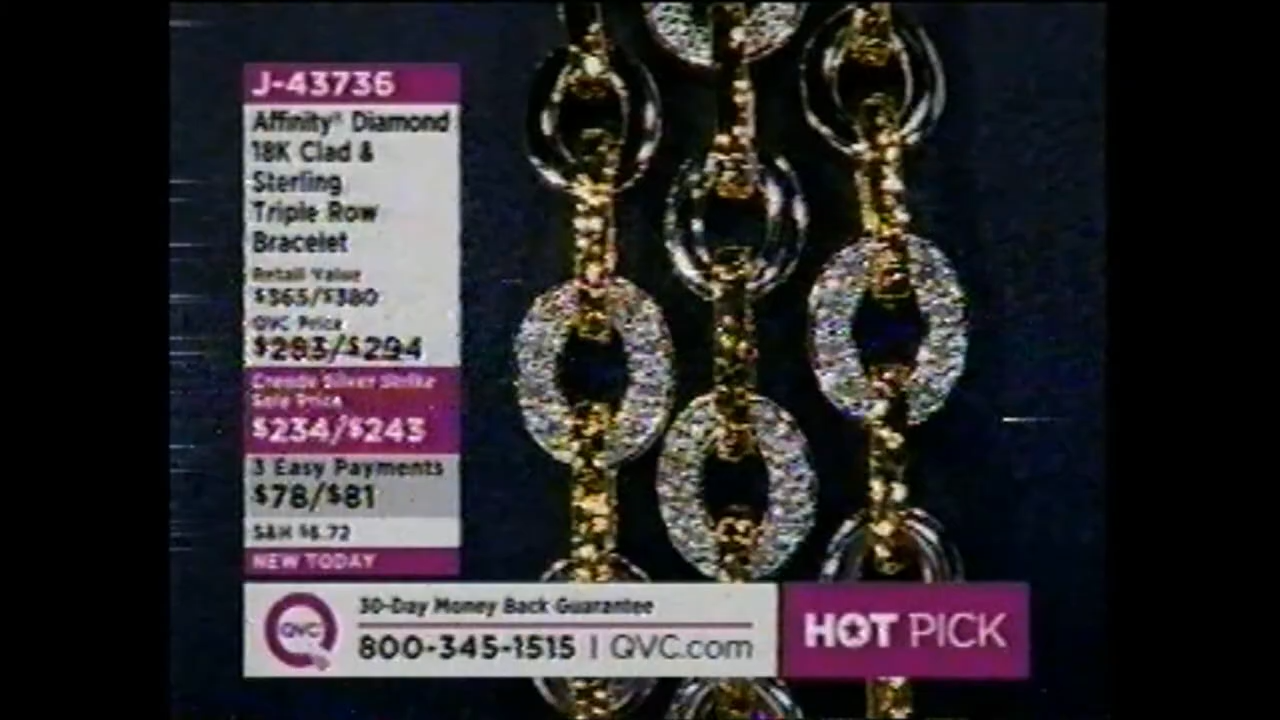 J-43736
Affinity® Diamond
18K Clad &
Sterling
Triple Row
Bracelet
Retail Value
$365/$380
QVC Price
$283/$294
Silver Strike
Sale Price
$234/$243
3 Easy Payments
$78/$81
S&H $6.72
NEW TODAY
QVC
30-Day Money Back Guarantee
800-345-1515 | QVC.com
HOT PICK